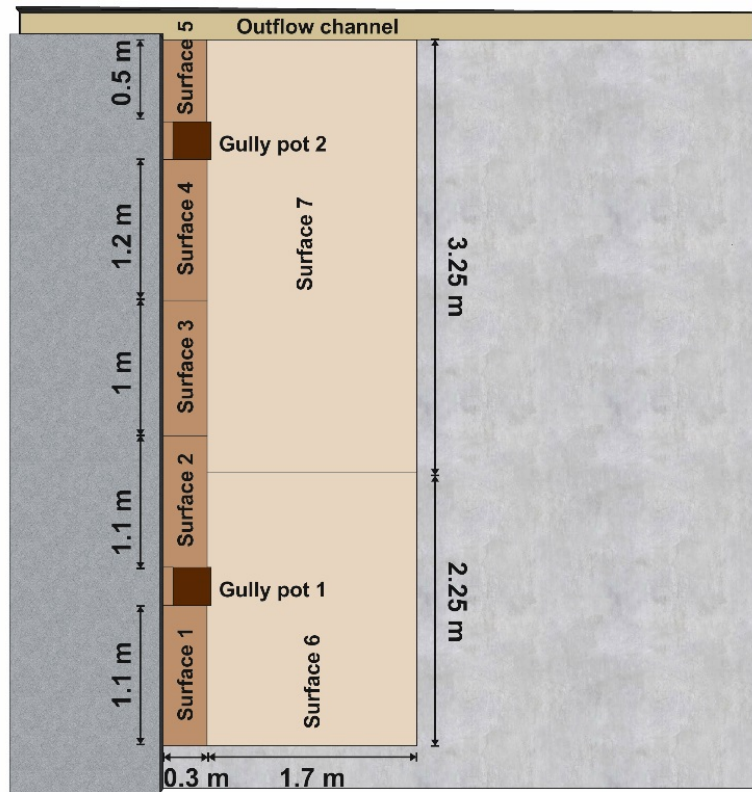 Outflow channel
Surface 5
0.5 m
Gully pot 2
Surface 4
1.2 m
Surface 7
3.25 m
Surface 3
1 m
Surface 2
1.1 m
Gully pot 1
2.25 m
Surface 1
1.1 m
Surface 6
0.3 m
1.7 m